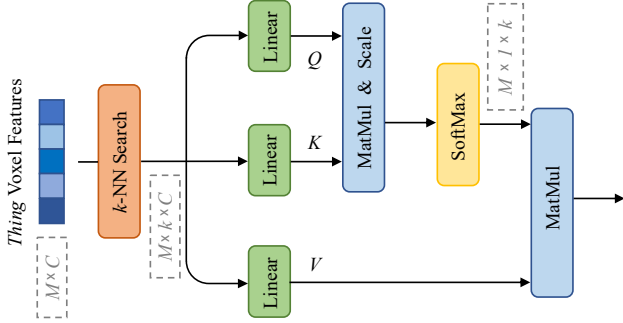 Thing Voxel Features
M × C
k-NN Search
M × k × C
Linear
Q
Linear
K
Linear
V
MatMul & Scale
SoftMax
M × 1 × k
MatMul